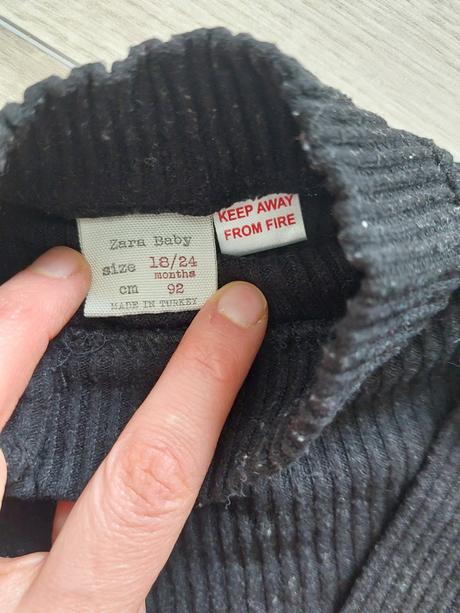 Zara Baby
size 18/24
months
cm 92
MADE IN TURKEY
KEEP AWAY
FROM FIRE